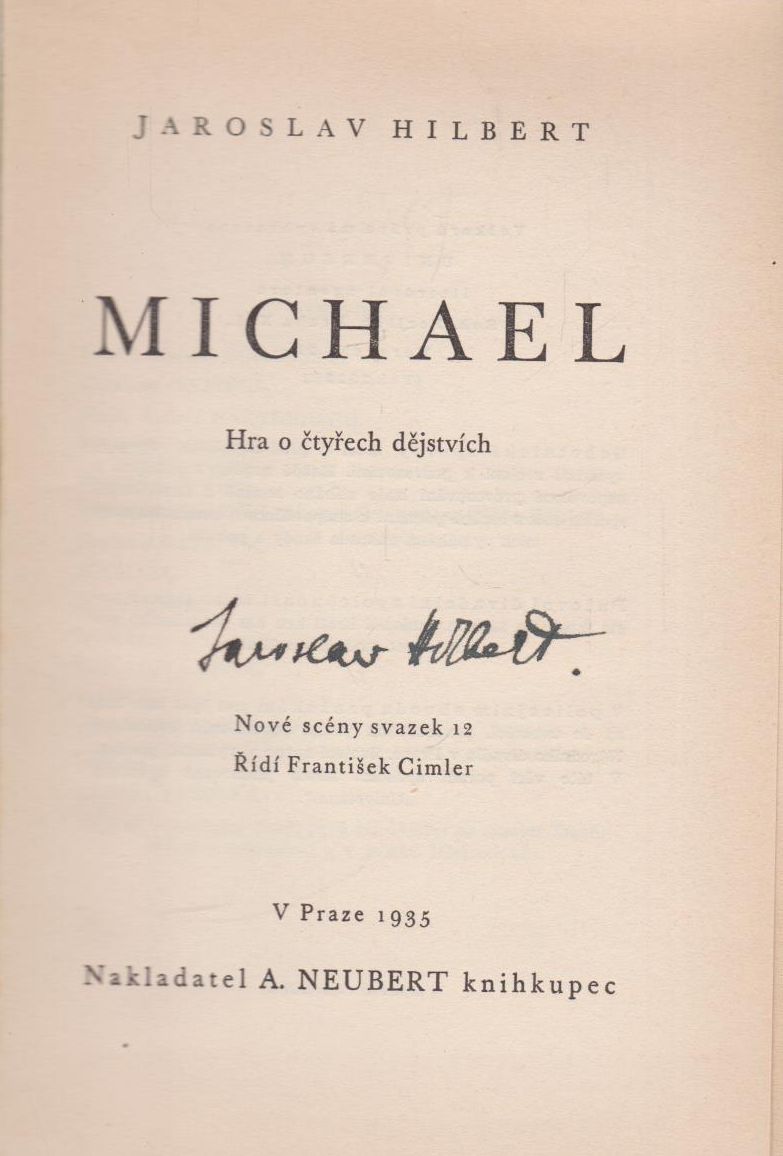 JAROSLAV HILBERT
MICHAEL
Hra o čtyřech dějstvích
Jaroslav Hilbert.
Nové scény svazek 12
Řídí František Cimler
V Praze 1935
Nakladatel A. NEUBERT knihkupec